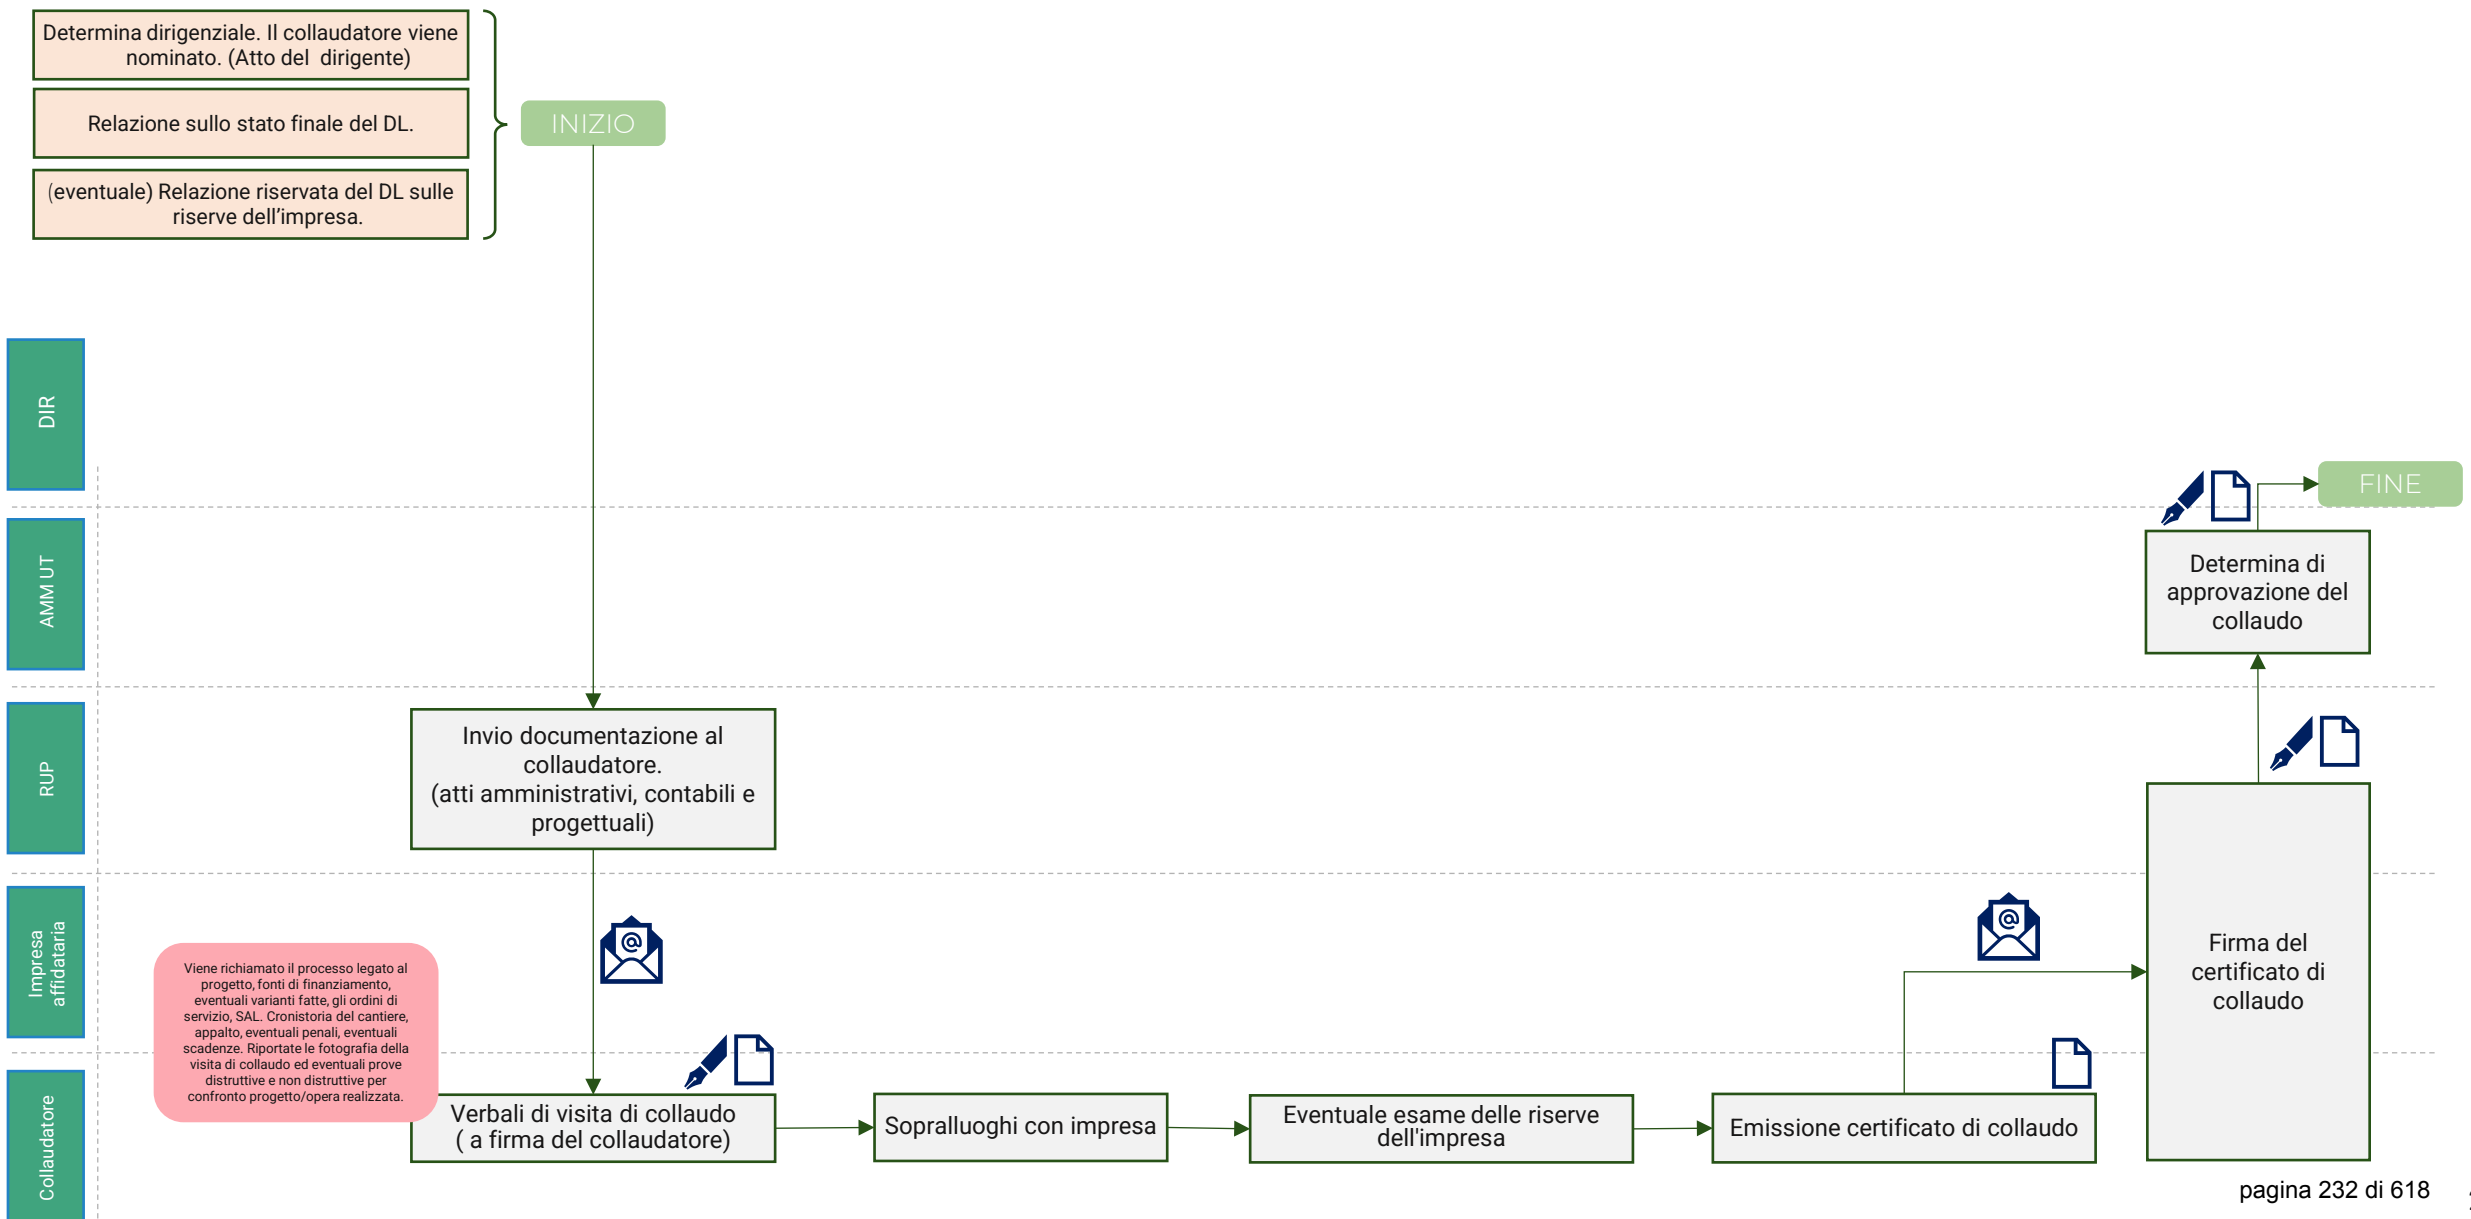 Determina dirigenziale. Il collaudatore viene
nominato. (Atto del dirigente)
Relazione sullo stato finale del DL.
(eventuale) Relazione riservata del DL sulle
riserve dell'impresa.
INIZIO
DIR
FINE
AMM UT
Determina di
approvazione del
collaudo
RUP
Invio documentazione al
collaudatore.
(atti amministrativi, contabili e
progettuali)
Impresa
affidataria
Viene richiamato il processo legato al
progetto, fonti di finanziamento,
eventuali varianti fatte, gli ordini di
servizio, SAL. Cronistoria del cantiere,
appalto, eventuali penali, eventuali
scadenze. Riportate le fotografia della
visita di collaudo ed eventuali prove
distruttive e non distruttive per
confronto progetto/opera realizzata.
Firma del
certificato di
collaudo
Collaudatore
Verbali di visita di collaudo
( a firma del collaudatore)
Sopralluoghi con impresa
Eventuale esame delle riserve
dell'impresa
Emissione certificato di collaudo
pagina 232 di 618